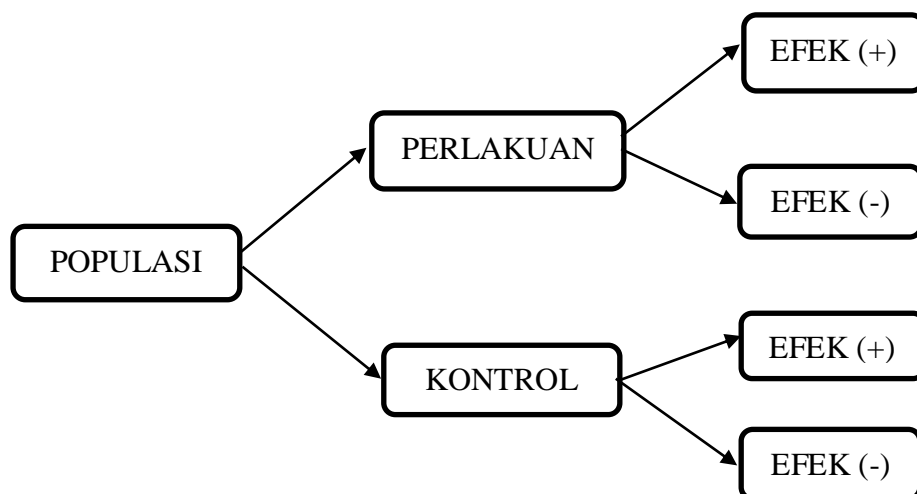 EFEK (+)
PERLAKUAN
EFEK (-)
POPULASI
EFEK (+)
KONTROL
EFEK (-)